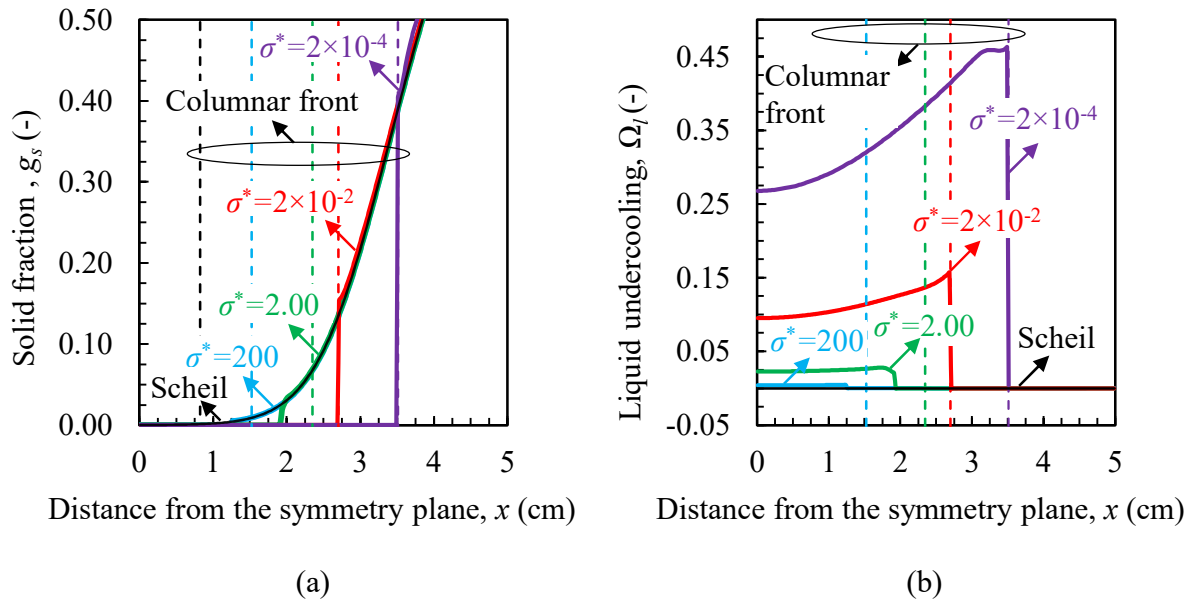 0.50
0.40
0.30
0.20
0.10
0.00
Solid fraction , gₛ (-)
σ*=2×10⁻⁴
Columnar front
σ*=2×10⁻²
σ*=2.00
σ*=200
Scheil
0 1 2 3 4 5
Distance from the symmetry plane, x (cm)
(a)
0.45
0.35
0.25
0.15
0.05
-0.05
Liquid undercooling, Ωₗ(-)
Columnar
front
σ*=2×10⁻⁴
σ*=2×10⁻²
σ*=2.00
σ*=200
Scheil
0 1 2 3 4 5
Distance from the symmetry plane, x (cm)
(b)